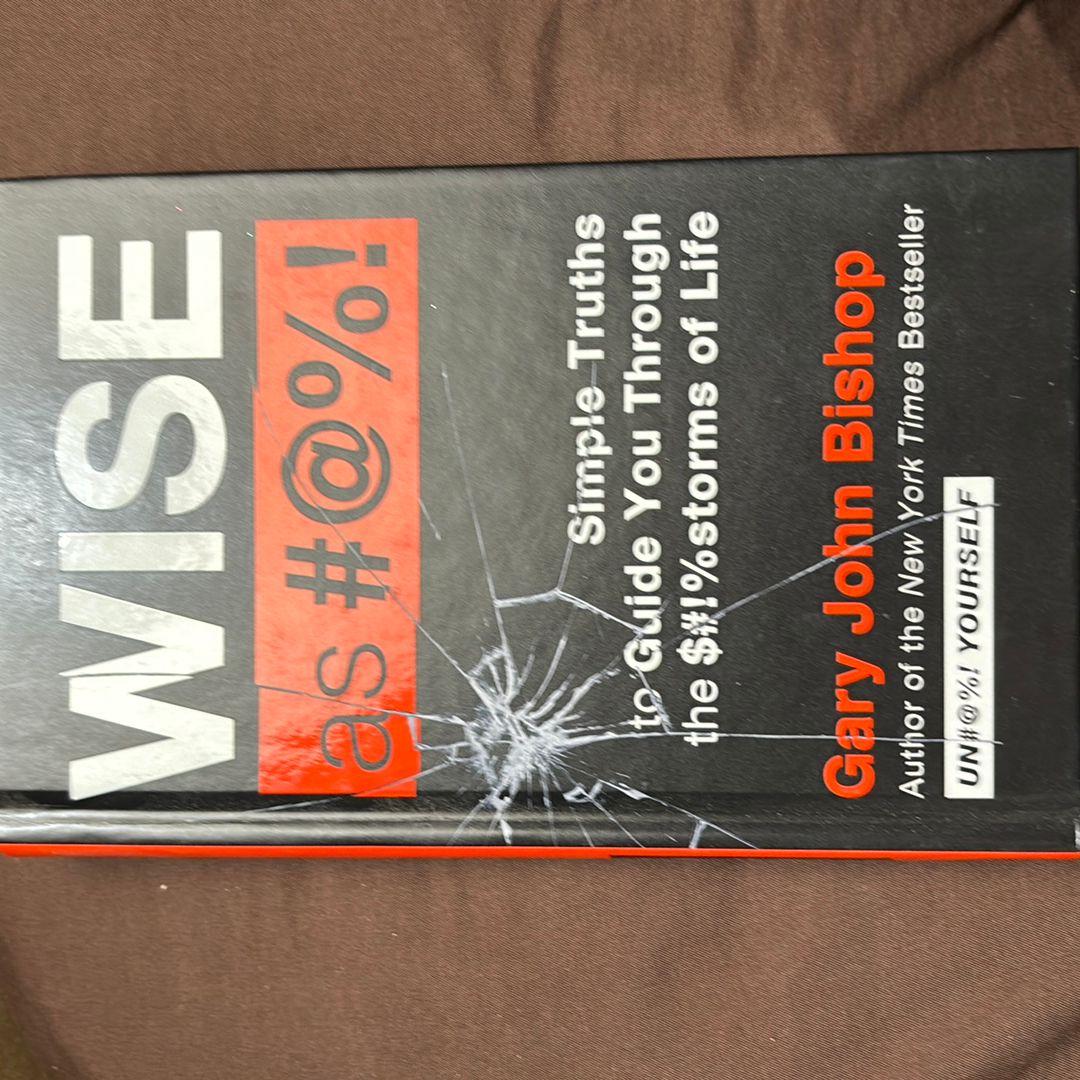 WISE
as #@%!
Simple Truths
to Guide You Through
the $#!%storms of Life
Gary John Bishop
Author of the New York Times Bestseller
UN#@%! YOURSELF